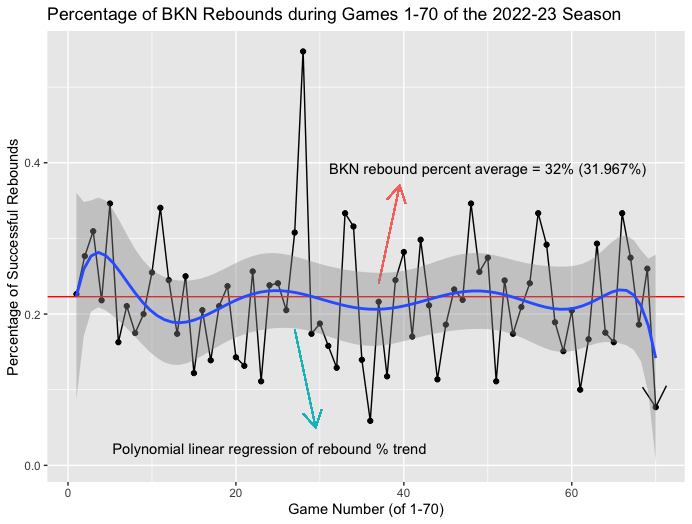 Percentage of BKN Rebounds during Games 1-70 of the 2022-23 Season
Percentage of Successful Rebounds
0.4
0.2
0.0
BKN rebound percent average = 32% (31.967%)
Polynomial linear regression of rebound % trend
0 20 40 60
Game Number (of 1-70)